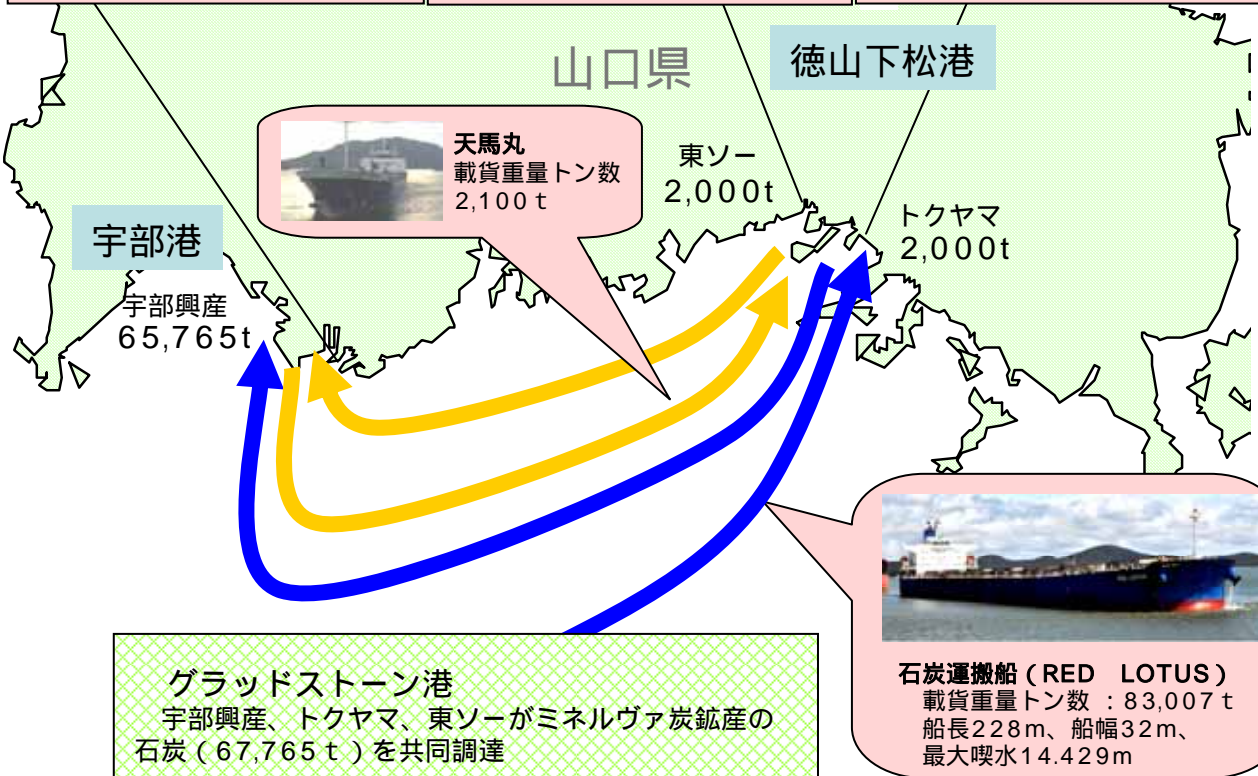 山口県
徳山下松港
天馬丸
載貨重量トン数
2,100ｔ
東ソー
2,000t
トクヤマ
2,000t
宇部港
宇部興産
65,765t
グラッドストーン港
宇部興産、トクヤマ、東ソーがミネルヴァ炭鉱産の
石炭（67,765ｔ）を共同調達
石炭運搬船（RED　LOTUS）
載貨重量トン数　：83,007ｔ
船長228m、船幅32m、
最大喫水14.429m